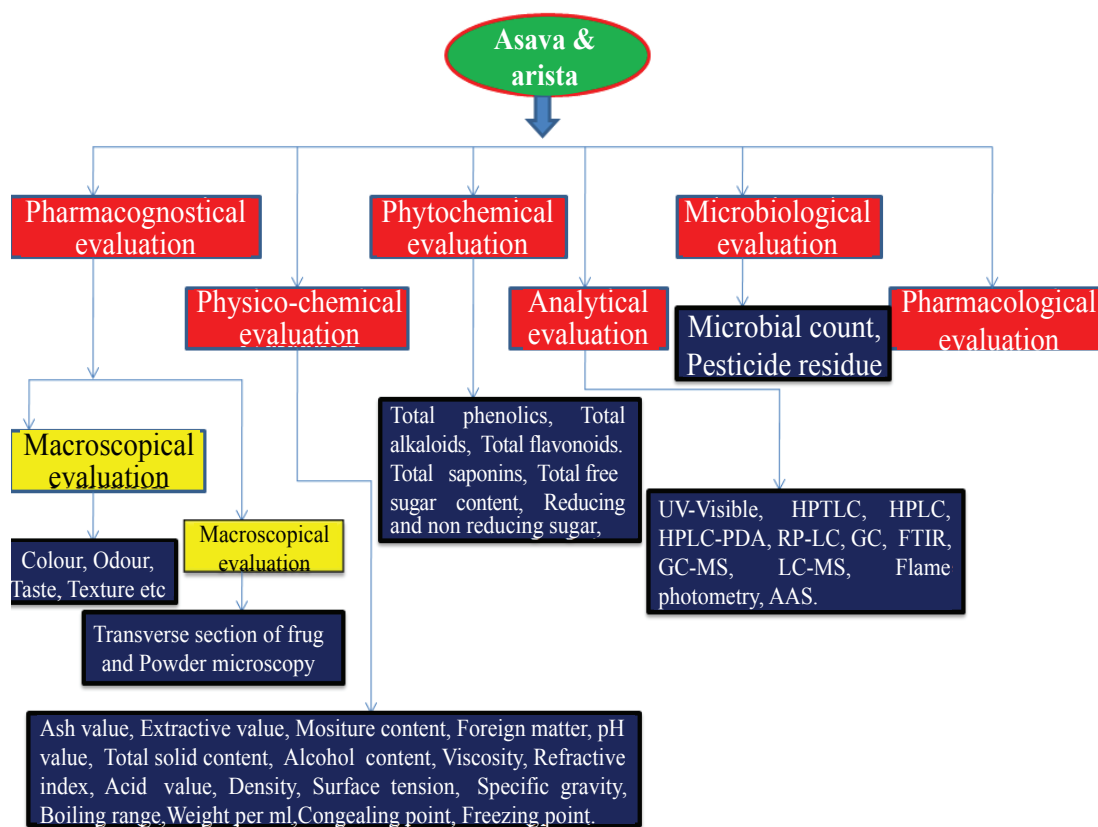 Asava &
arista
Pharmacognostical
evaluation
Phytochemical
evaluation
Microbiological
evaluation
Physico-chemical
evaluation
Analytical
evaluation
Pharmacological
evaluation
Microbial count,
Pesticide residue
Macroscopical
evaluation
Total phenolics, Total
alkaloids, Total flavonoids.
Total saponins, Total free
sugar content, Reducing
and non reducing sugar,
UV-Visible, HPTLC, HPLC,
HPLC-PDA, RP-LC, GC, FTIR,
GC-MS, LC-MS, Flame
photometry, AAS.
Macroscopical
evaluation
Colour, Odour,
Taste, Texture etc
Transverse section of frug
and Powder microscopy
Ash value, Extractive value, Mositure content, Foreign matter, pH
value, Total solid content, Alcohol content, Viscosity, Refractive
index, Acid value, Density, Surface tension, Specific gravity,
Boiling range,Weight per ml,Congealing point, Freezing point.